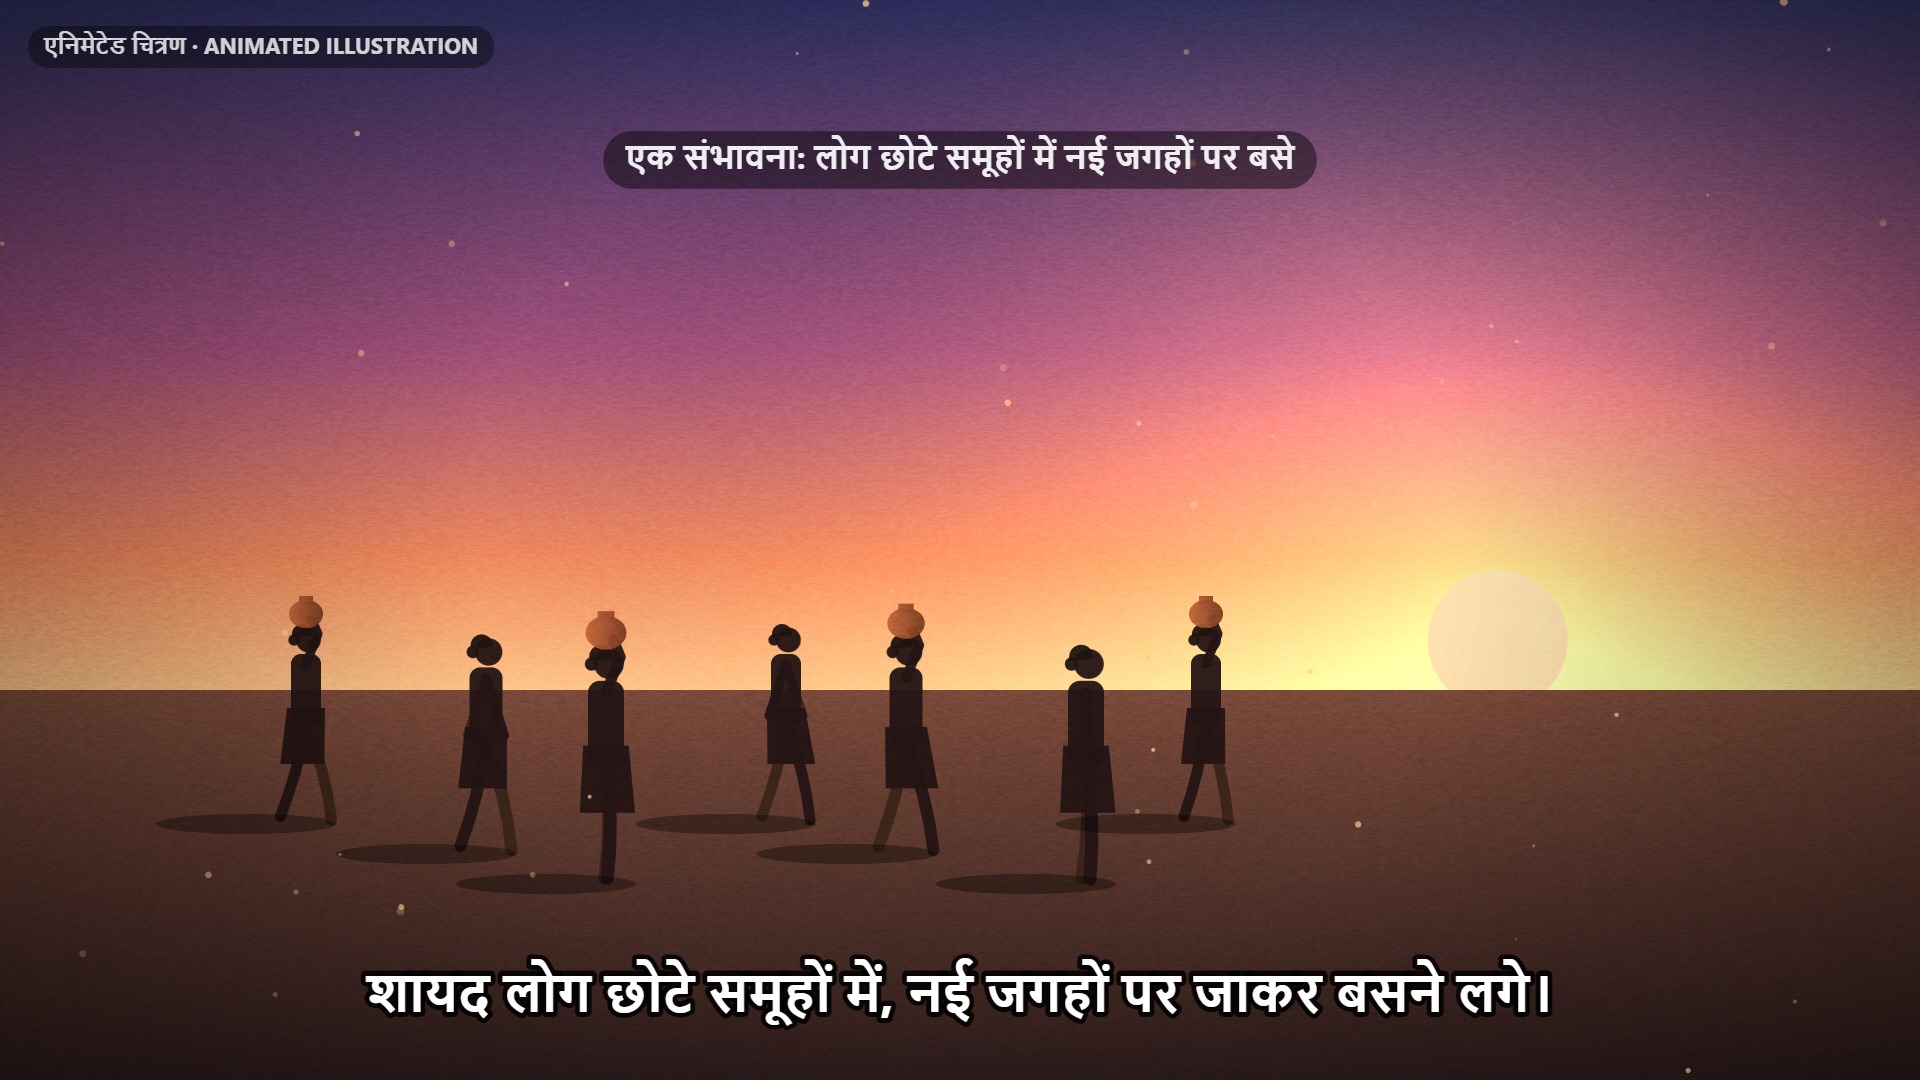 एनिमेटेड चित्रण · ANIMATED ILLUSTRATION
एक संभावना: लोग छोटे समूहों में नई जगहों पर बसे
शायद लोग छोटे समूहों में, नई जगहों पर जाकर बसने लगे।